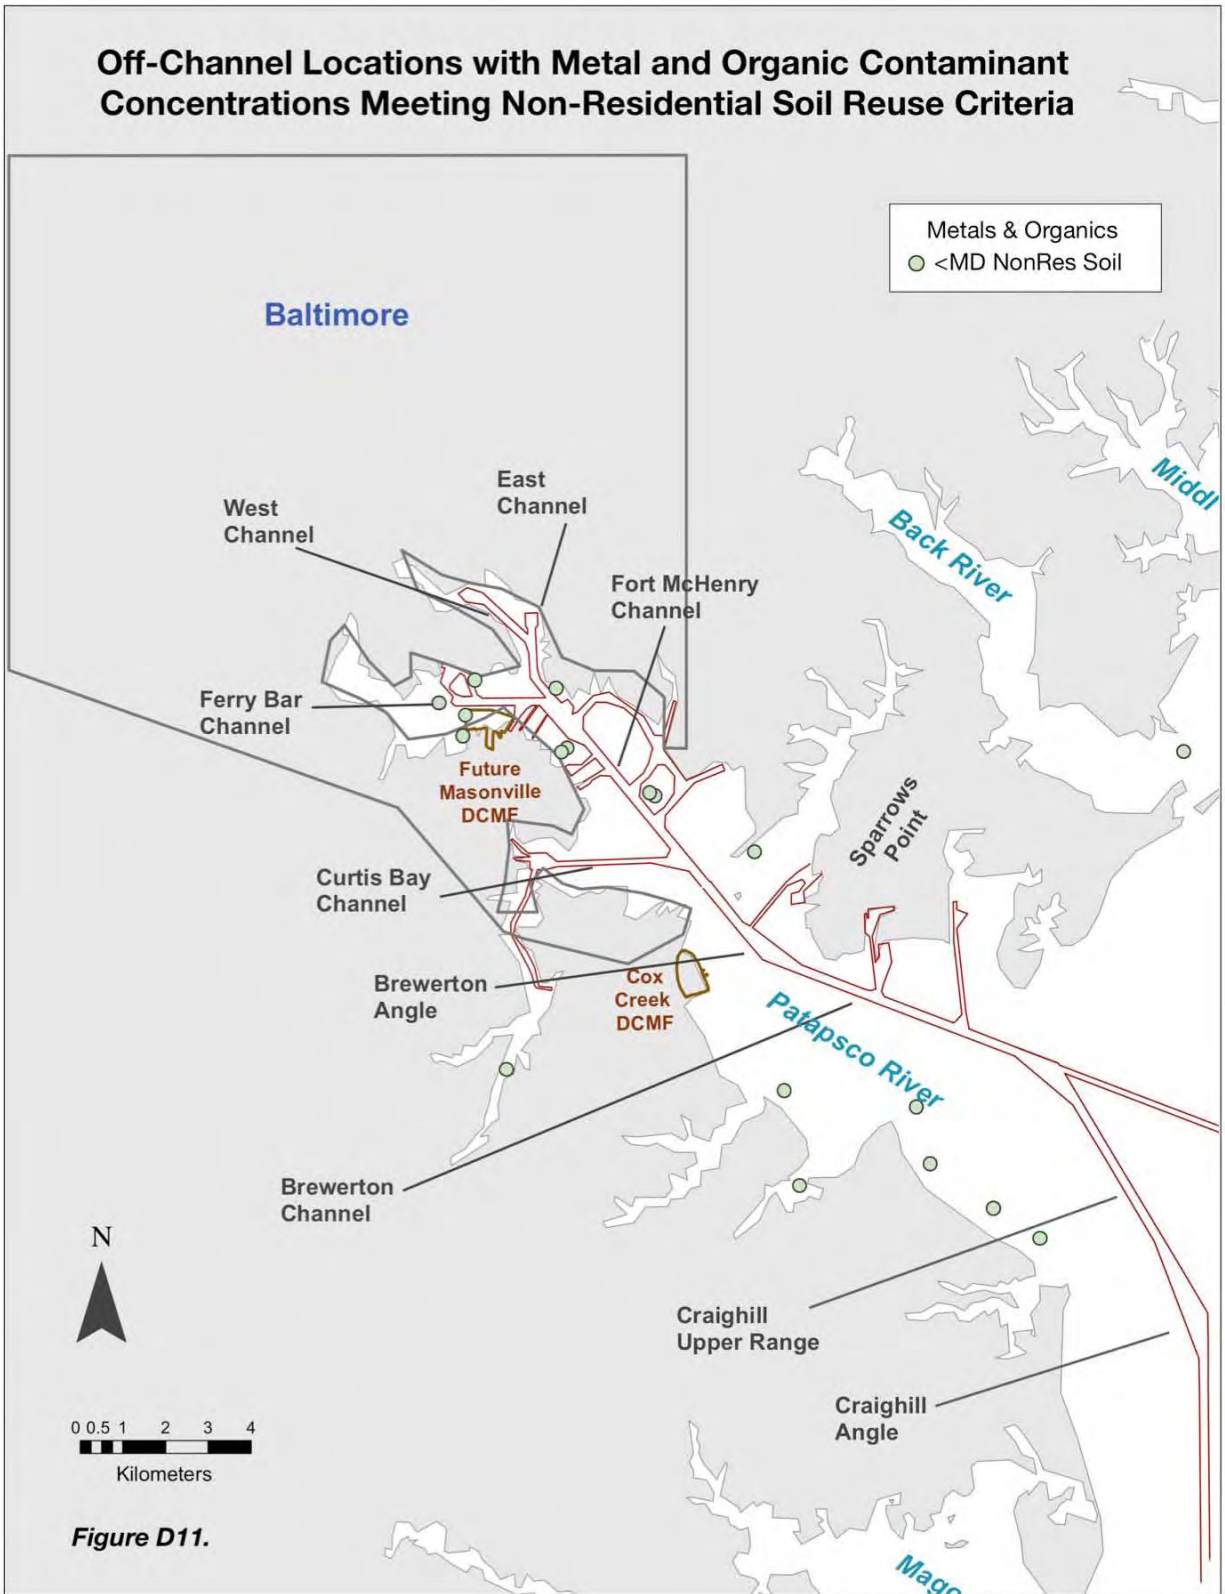 Off-Channel Locations with Metal and Organic Contaminant
Concentrations Meeting Non-Residential Soil Reuse Criteria
Metals & Organics
<MD NonRes Soil
Baltimore
Middl
Back River
East
Channel
West
Channel
Fort McHenry
Channel
Ferry Bar
Channel
Future
Masonville
DCMF
Sparrows
Point
Curtis Bay
Channel
Brewerton
Angle
Cox
Creek
DCMF
Patapsco River
Brewerton
Channel
N
Craighill
Upper Range
Craighill
Angle
0 0.5 1 2 3 4
Kilometers
Figure D11.
Mago